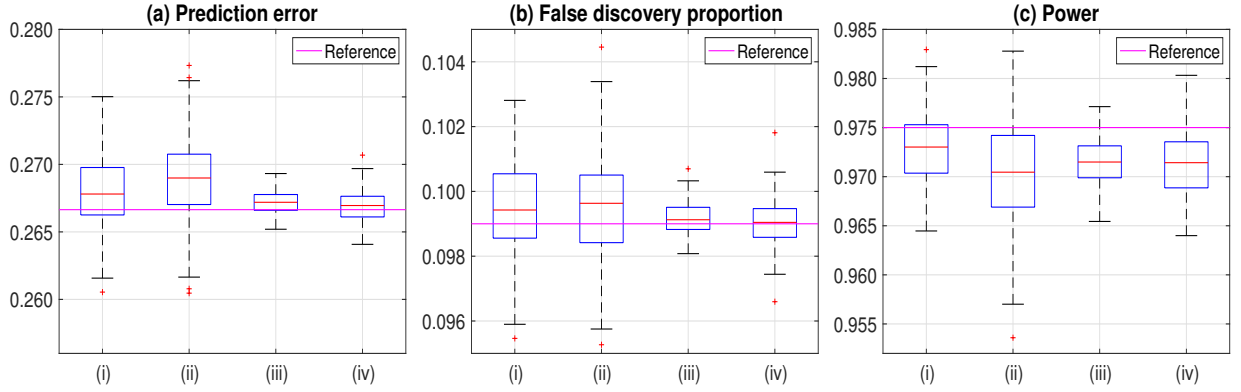 (a) Prediction error
0.280
0.275
0.270
0.265
0.260
Reference
(i) (ii) (iii) (iv)
(b) False discovery proportion
0.104
0.102
0.100
0.098
0.096
Reference
(i) (ii) (iii) (iv)
(c) Power
0.985
0.980
0.975
0.970
0.965
0.960
0.955
Reference
(i) (ii) (iii) (iv)